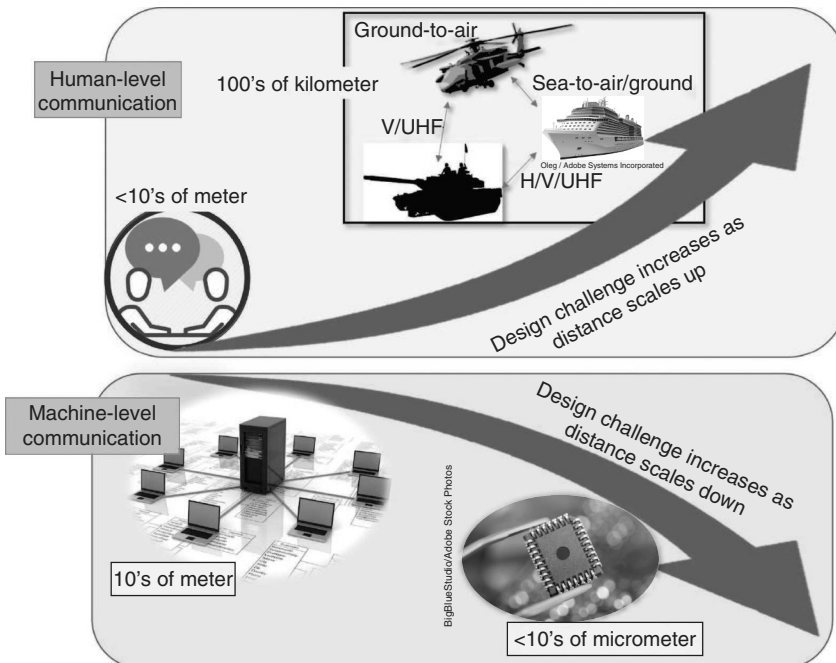 Ground-to-air
Human-level
communication
100's of kilometer
Sea-to-air/ground
V/UHF
Oleg / Adobe Systems Incorporated
H/V/UHF
<10's of meter
Design challenge increases as
distance scales up
Machine-level
communication
Design challenge increases as
distance scales down
BigBlueStudio/Adobe Stock Photos
10's of meter
<10's of micrometer